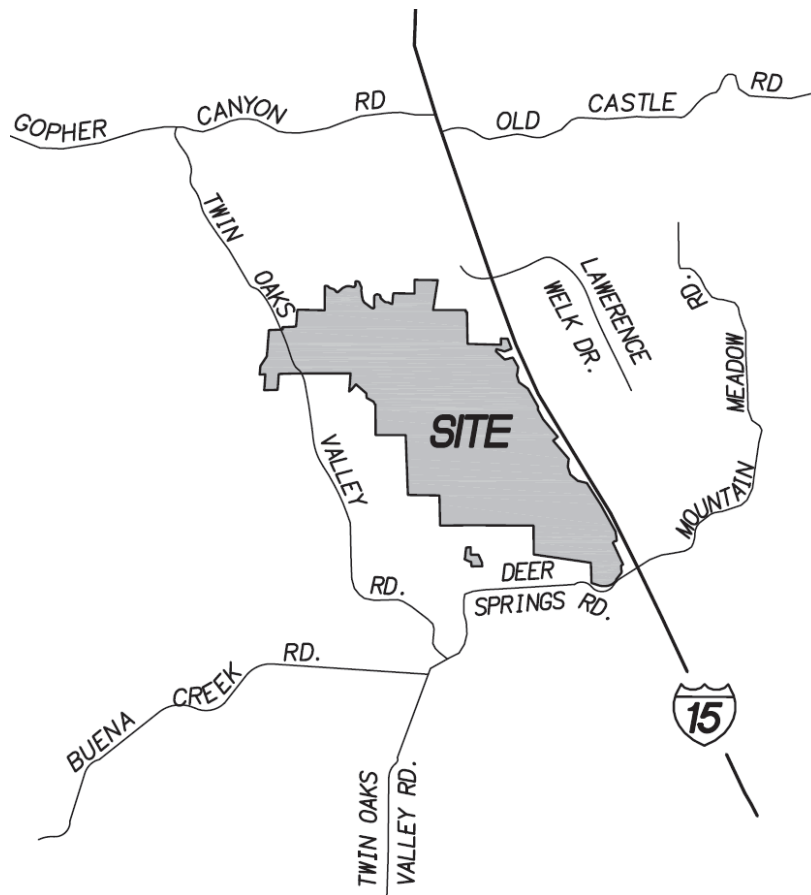 GOPHER CANYON RD
OLD CASTLE RD
TWIN OAKS VALLEY RD.
LAWERENCE
WELK DR.
MOUNTAIN MEADOW RD.
SITE
DEER
SPRINGS RD.
BUENA CREEK RD.
15
TWIN OAKS
VALLEY RD.